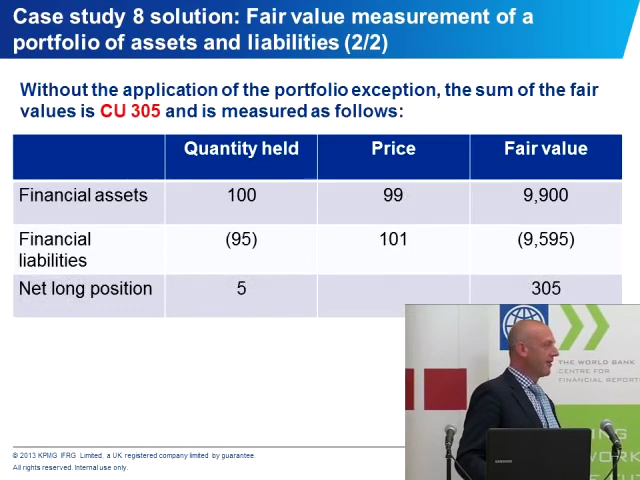 Case study 8 solution: Fair value measurement of a
portfolio of assets and liabilities (2/2)
Without the application of the portfolio exception, the sum of the fair
values is CU 305 and is measured as follows:
Quantity held Price Fair value
Financial assets 100 99 9,900
Financial
liabilities (95) 101 (9,595)
Net long position 5 305
THE WORLD BANK
CENTRE FOR
FINANCIAL REPORT
© 2013 KPMG IFRG Limited, a UK registered company limited by guarantee.
All rights reserved. Internal use only.